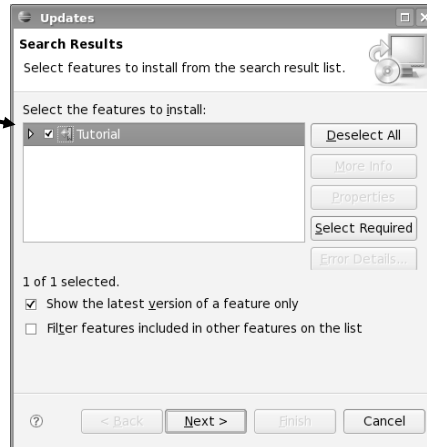 Updates
Search Results
Select features to install from the search result list.
Select the features to install:
Tutorial
Deselect All
More Info
Properties
Select Required
Error Details...
1 of 1 selected.
Show the latest version of a feature only
Filter features included in other features on the list
?
< Back
Next >
Finish
Cancel